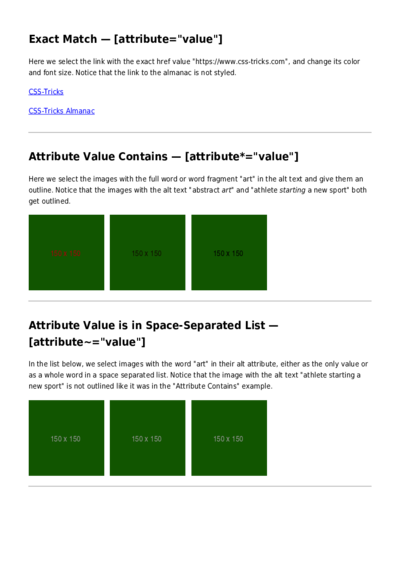 Exact Match — [attribute="value"]
Here we select the link with the exact href value "https://www.css-tricks.com", and change its color
and font size. Notice that the link to the almanac is not styled.
CSS-Tricks
CSS-Tricks Almanac
Attribute Value Contains — [attribute*="value"]
Here we select the images with the full word or word fragment "art" in the alt text and give them an
outline. Notice that the images with the alt text "abstract art" and "athlete starting a new sport" both
get outlined.
150 x 150 150 x 150 150 x 150
Attribute Value is in Space-Separated List —
[attribute~="value"]
In the list below, we select images with the word "art" in their alt attribute, either as the only value or
as a whole word in a space separated list. Notice that the image with the alt text "athlete starting a
new sport" is not outlined like it was in the "Attribute Contains" example.
150 x 150 150 x 150 150 x 150